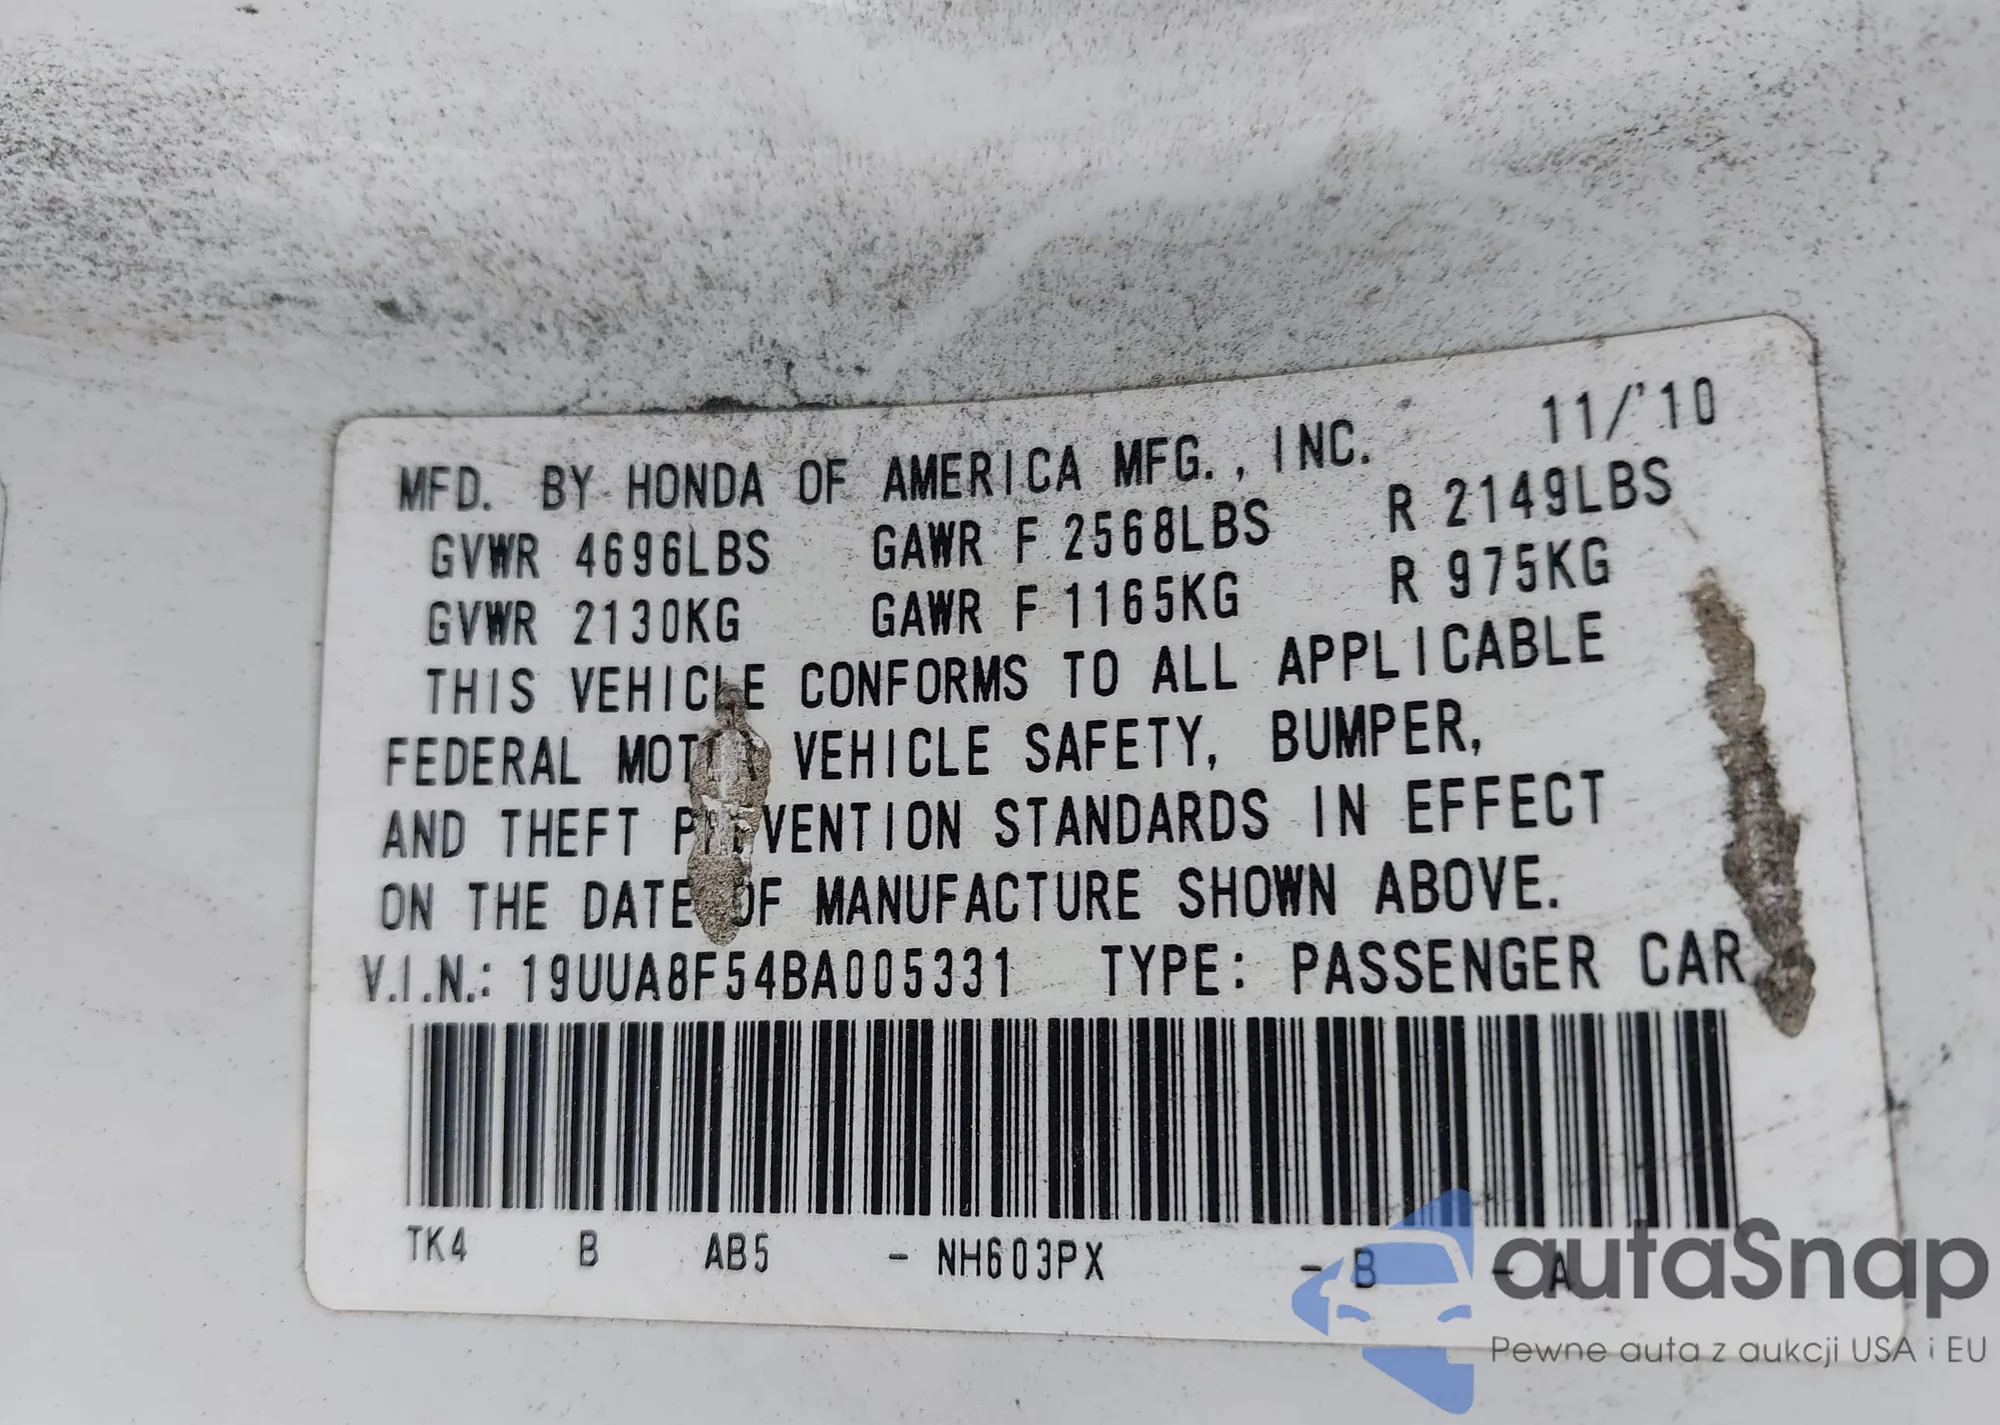 MFD. BY HONDA OF AMERICA MFG., INC. 11/'10
GVWR 4696LBS GAWR F 2568LBS R 2149LBS
GVWR 2130KG GAWR F 1165KG R 975KG
THIS VEHICLE CONFORMS TO ALL APPLICABLE
FEDERAL MOTOR VEHICLE SAFETY, BUMPER,
AND THEFT PREVENTION STANDARDS IN EFFECT
ON THE DATE OF MANUFACTURE SHOWN ABOVE.
V.I.N.: 19UUA8F54BA005331 TYPE: PASSENGER CAR
TK4 B AB5 - NH603PX - B - A
autaSnap
Pewne auta z aukcji USA i EU